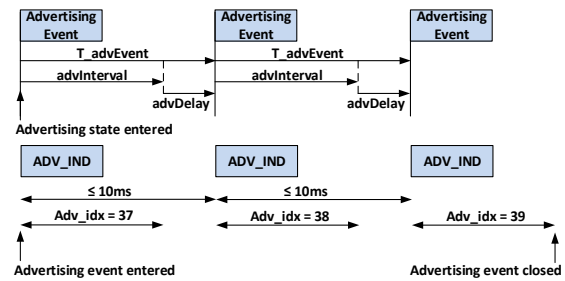 Advertising Event Advertising Event Advertising Event
T_advEvent T_advEvent
advInterval advInterval
advDelay advDelay
Advertising state entered
ADV_IND ADV_IND ADV_IND
≤ 10ms ≤ 10ms
Adv_idx = 37 Adv_idx = 38 Adv_idx = 39
Advertising event entered Advertising event closed